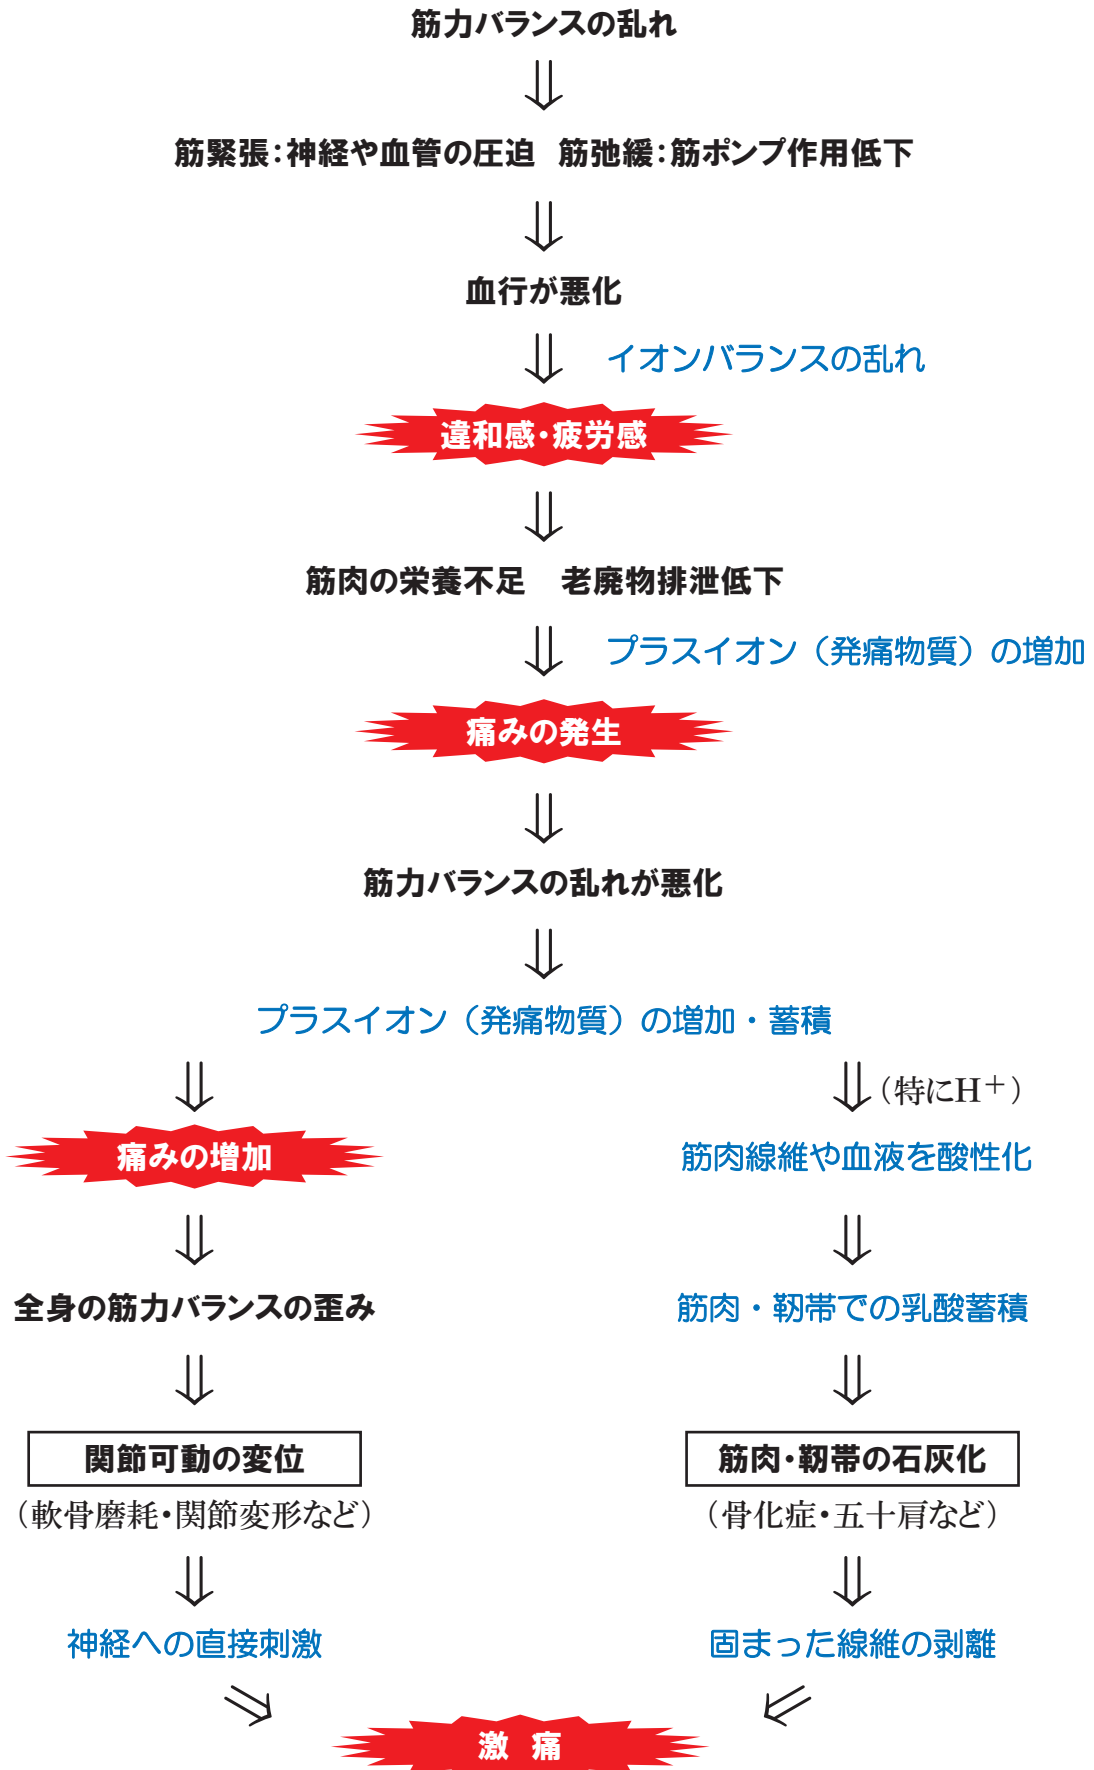 筋力バランスの乱れ
筋緊張：神経や血管の圧迫　筋弛緩：筋ポンプ作用低下
血行が悪化
イオンバランスの乱れ
違和感・疲労感
筋肉の栄養不足　老廃物排泄低下
プラスイオン（発痛物質）の増加
痛みの発生
筋力バランスの乱れが悪化
プラスイオン（発痛物質）の増加・蓄積
（特にH＋）
痛みの増加
筋肉線維や血液を酸性化
全身の筋力バランスの歪み
筋肉・靭帯での乳酸蓄積
関節可動の変位
筋肉・靭帯の石灰化
（軟骨磨耗・関節変形など）
（骨化症・五十肩など）
神経への直接刺激
固まった線維の剥離
激　痛